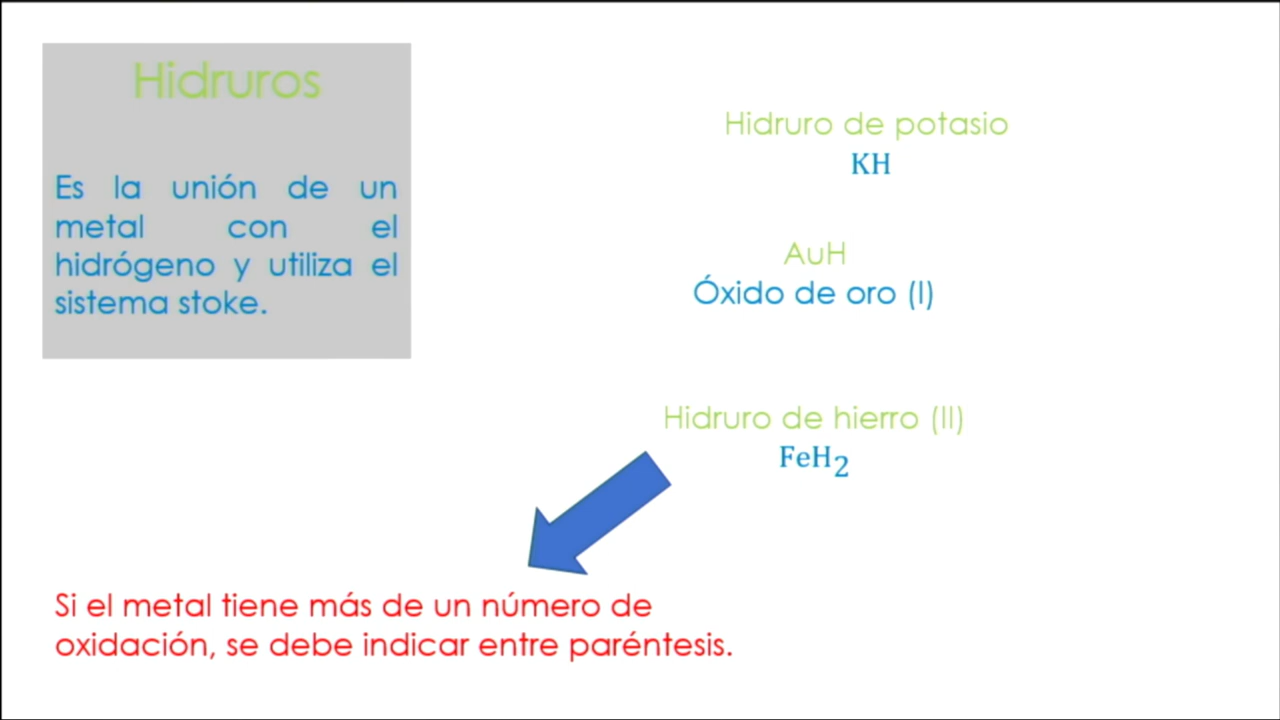 Hidruros
Es la unión de un
metal con el
hidrógeno y utiliza el
sistema stoke.
Hidruro de potasio
KH
AuH
Óxido de oro (I)
Hidruro de hierro (II)
FeH₂
Si el metal tiene más de un número de
oxidación, se debe indicar entre paréntesis.